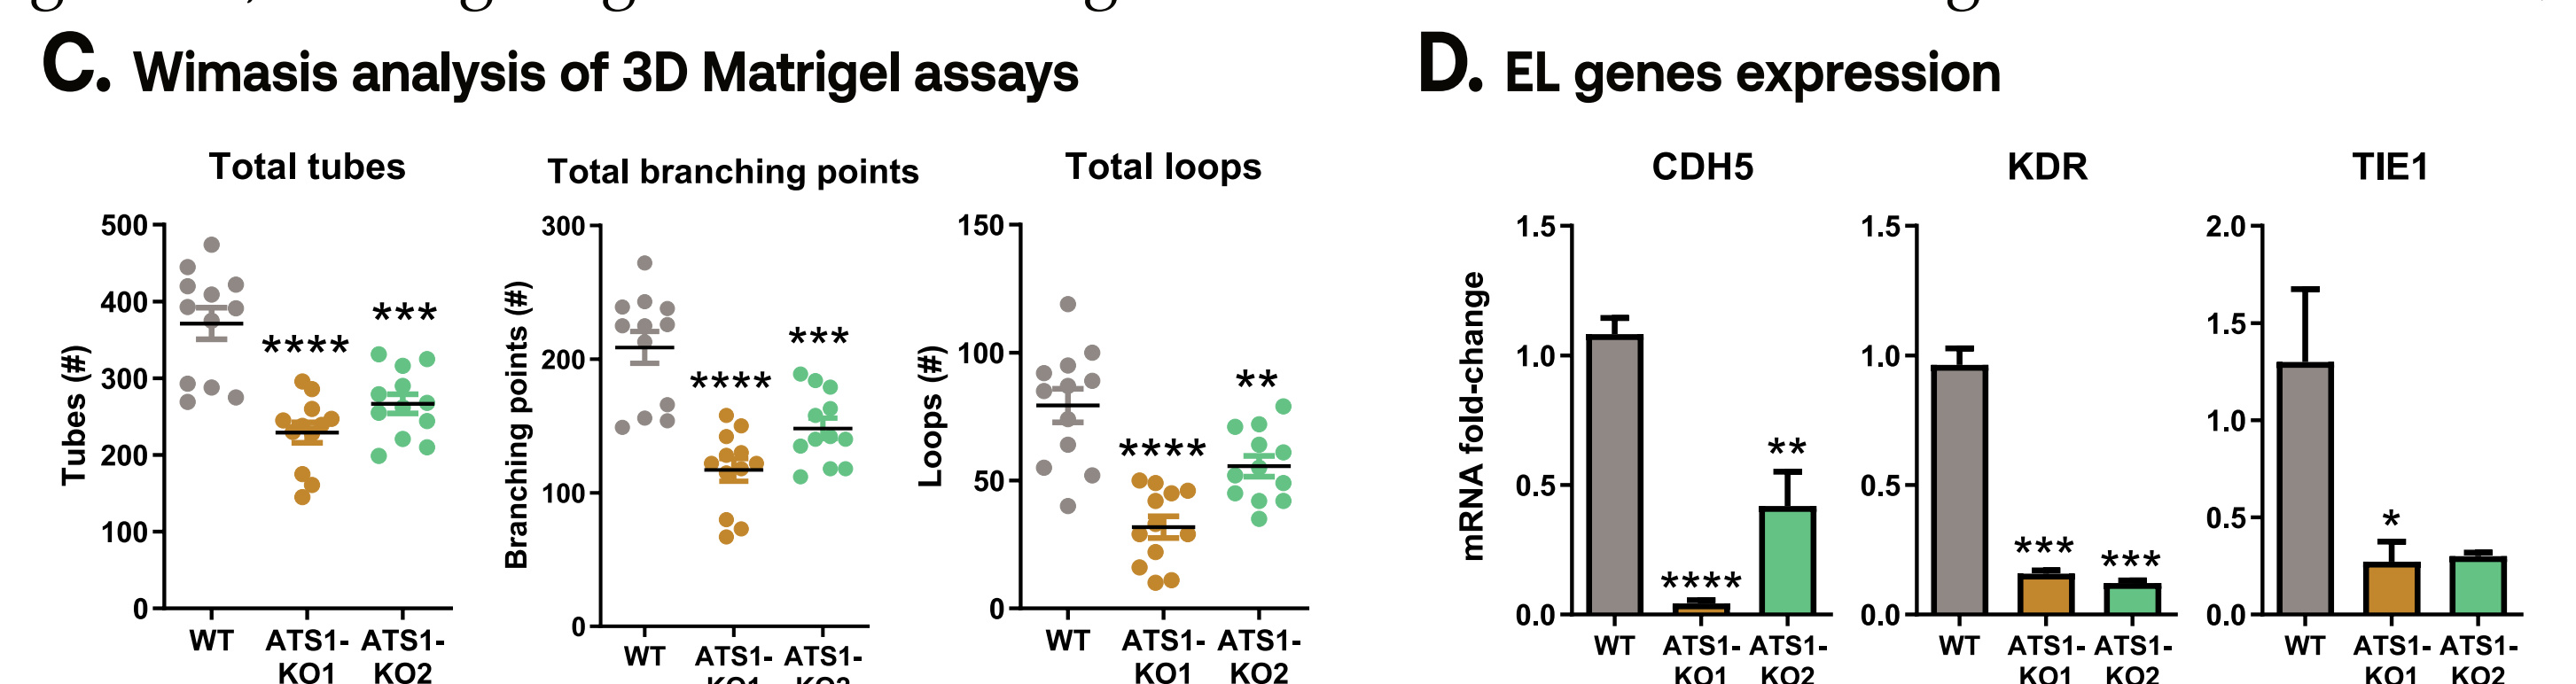 C. Wimasis analysis of 3D Matrigel assays
Total tubes
Tubes (#)
500
400
300
200
100
0
***
****
WT
ATS1-
KO1
ATS1-
KO2
Total branching points
Branching points (#)
300
200
100
0
***
****
WT
ATS1-
KO1
ATS1-
KO2
Total loops
Loops (#)
150
100
50
0
**
****
WT
ATS1-
KO1
ATS1-
KO2
D. EL genes expression
CDH5
mRNA fold-change
1.5
1.0
0.5
0.0
**
****
WT
ATS1-
KO1
ATS1-
KO2
KDR
1.5
1.0
0.5
0.0
***
***
WT
ATS1-
KO1
ATS1-
KO2
TIE1
2.0
1.5
1.0
0.5
0.0
*
WT
ATS1-
KO1
ATS1-
KO2